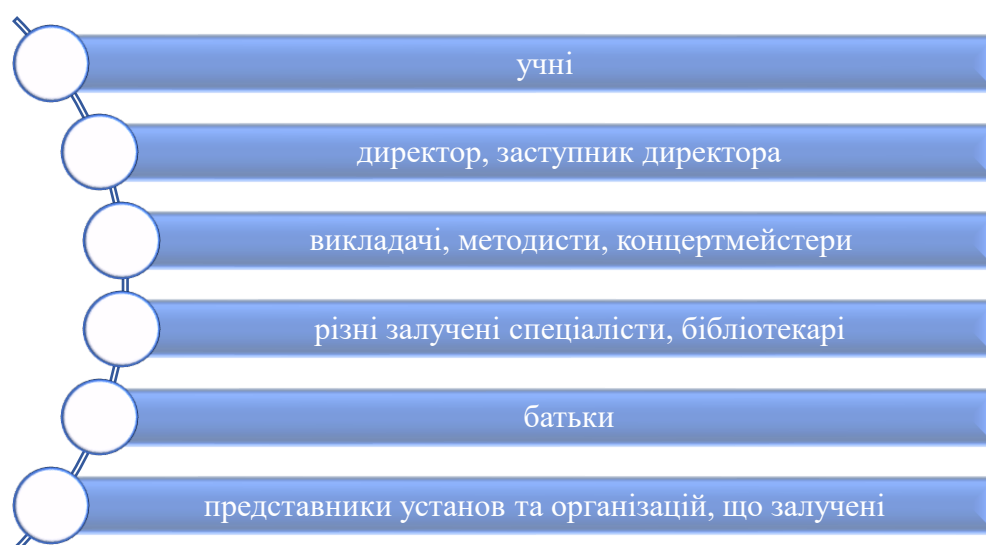 учні
директор, заступник директора
викладачі, методисти, концертмейстери
різні залучені спеціалісти, бібліотекарі
батьки
представники установ та організацій, що залучені